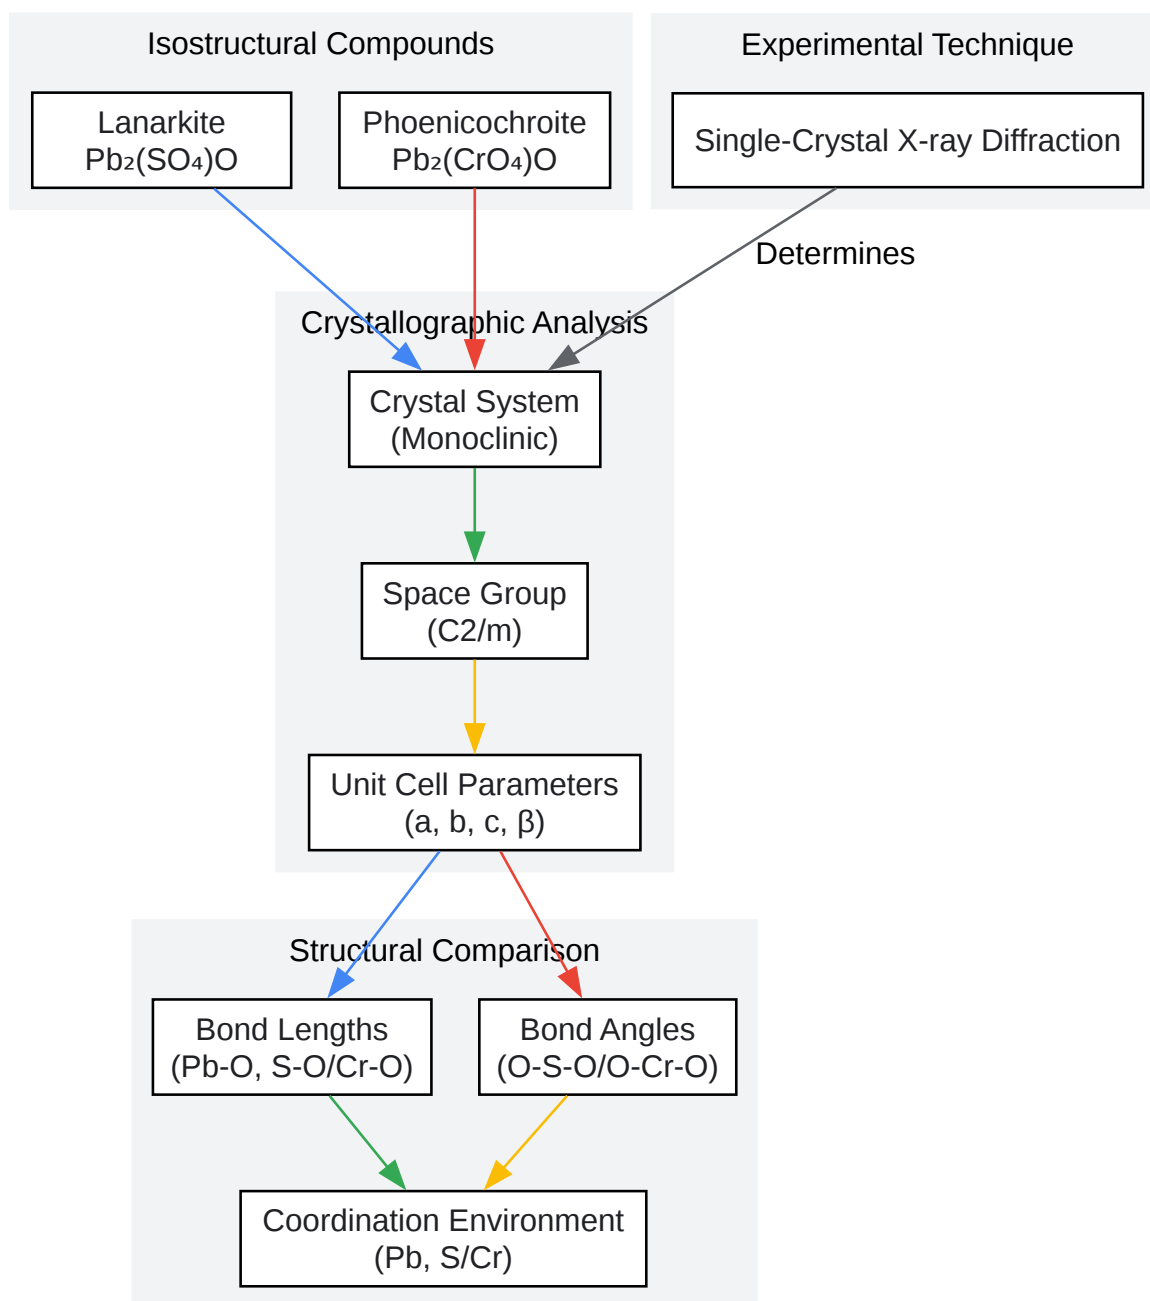 Isostructural Compounds
Experimental Technique
Lanarkite
Pb₂(SO₄)O
Phoenicochroite
Pb₂(CrO₄)O
Single-Crystal X-ray Diffraction
Determines
Crystallographic Analysis
Crystal System
(Monoclinic)
Space Group
(C2/m)
Unit Cell Parameters
(a, b, c, β)
Structural Comparison
Bond Lengths
(Pb-O, S-O/Cr-O)
Bond Angles
(O-S-O/O-Cr-O)
Coordination Environment
(Pb, S/Cr)